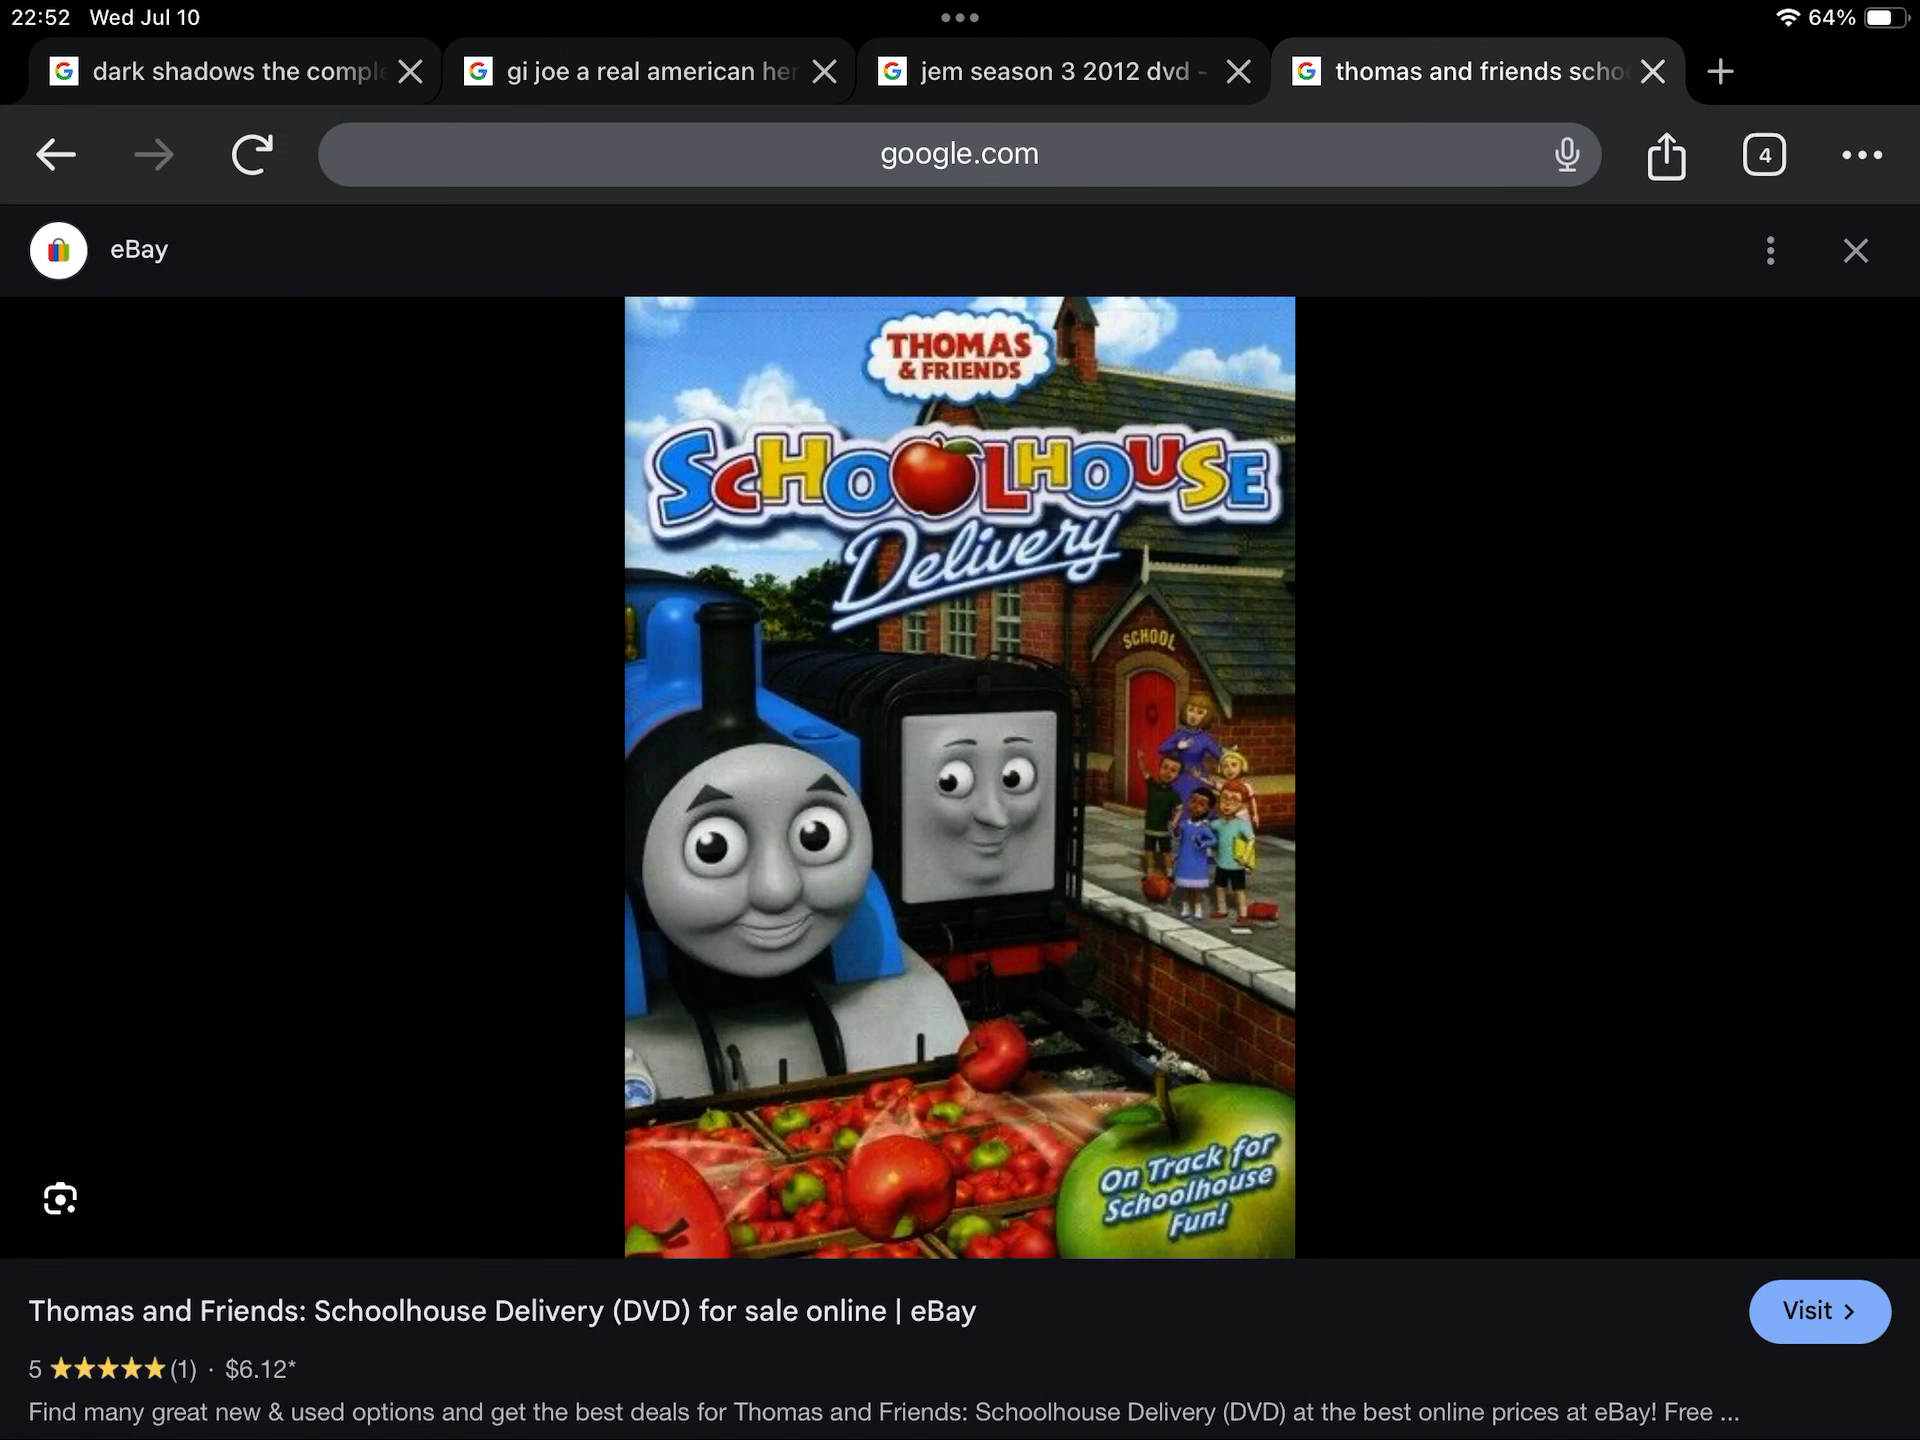 22:52 Wed Jul 10
64%
dark shadows the comple
gi joe a real american her
jem season 3 2012 dvd -
thomas and friends schoo
google.com
4
eBay
THOMAS
& FRIENDS
SCHOOLHOUSE
Delivery
SCHOOL
On Track for
Schoolhouse
Fun!
Thomas and Friends: Schoolhouse Delivery (DVD) for sale online | eBay
Visit
5 ★★★★★ (1) · $6.12*
Find many great new & used options and get the best deals for Thomas and Friends: Schoolhouse Delivery (DVD) at the best online prices at eBay! Free ...